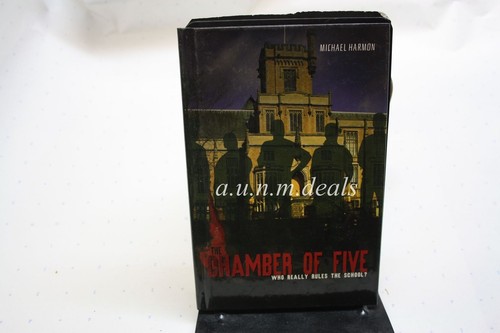 MICHAEL HARMON
a.u.n.m.deals
THE
CHAMBER OF FIVE
WHO REALLY RULES THE SCHOOL?